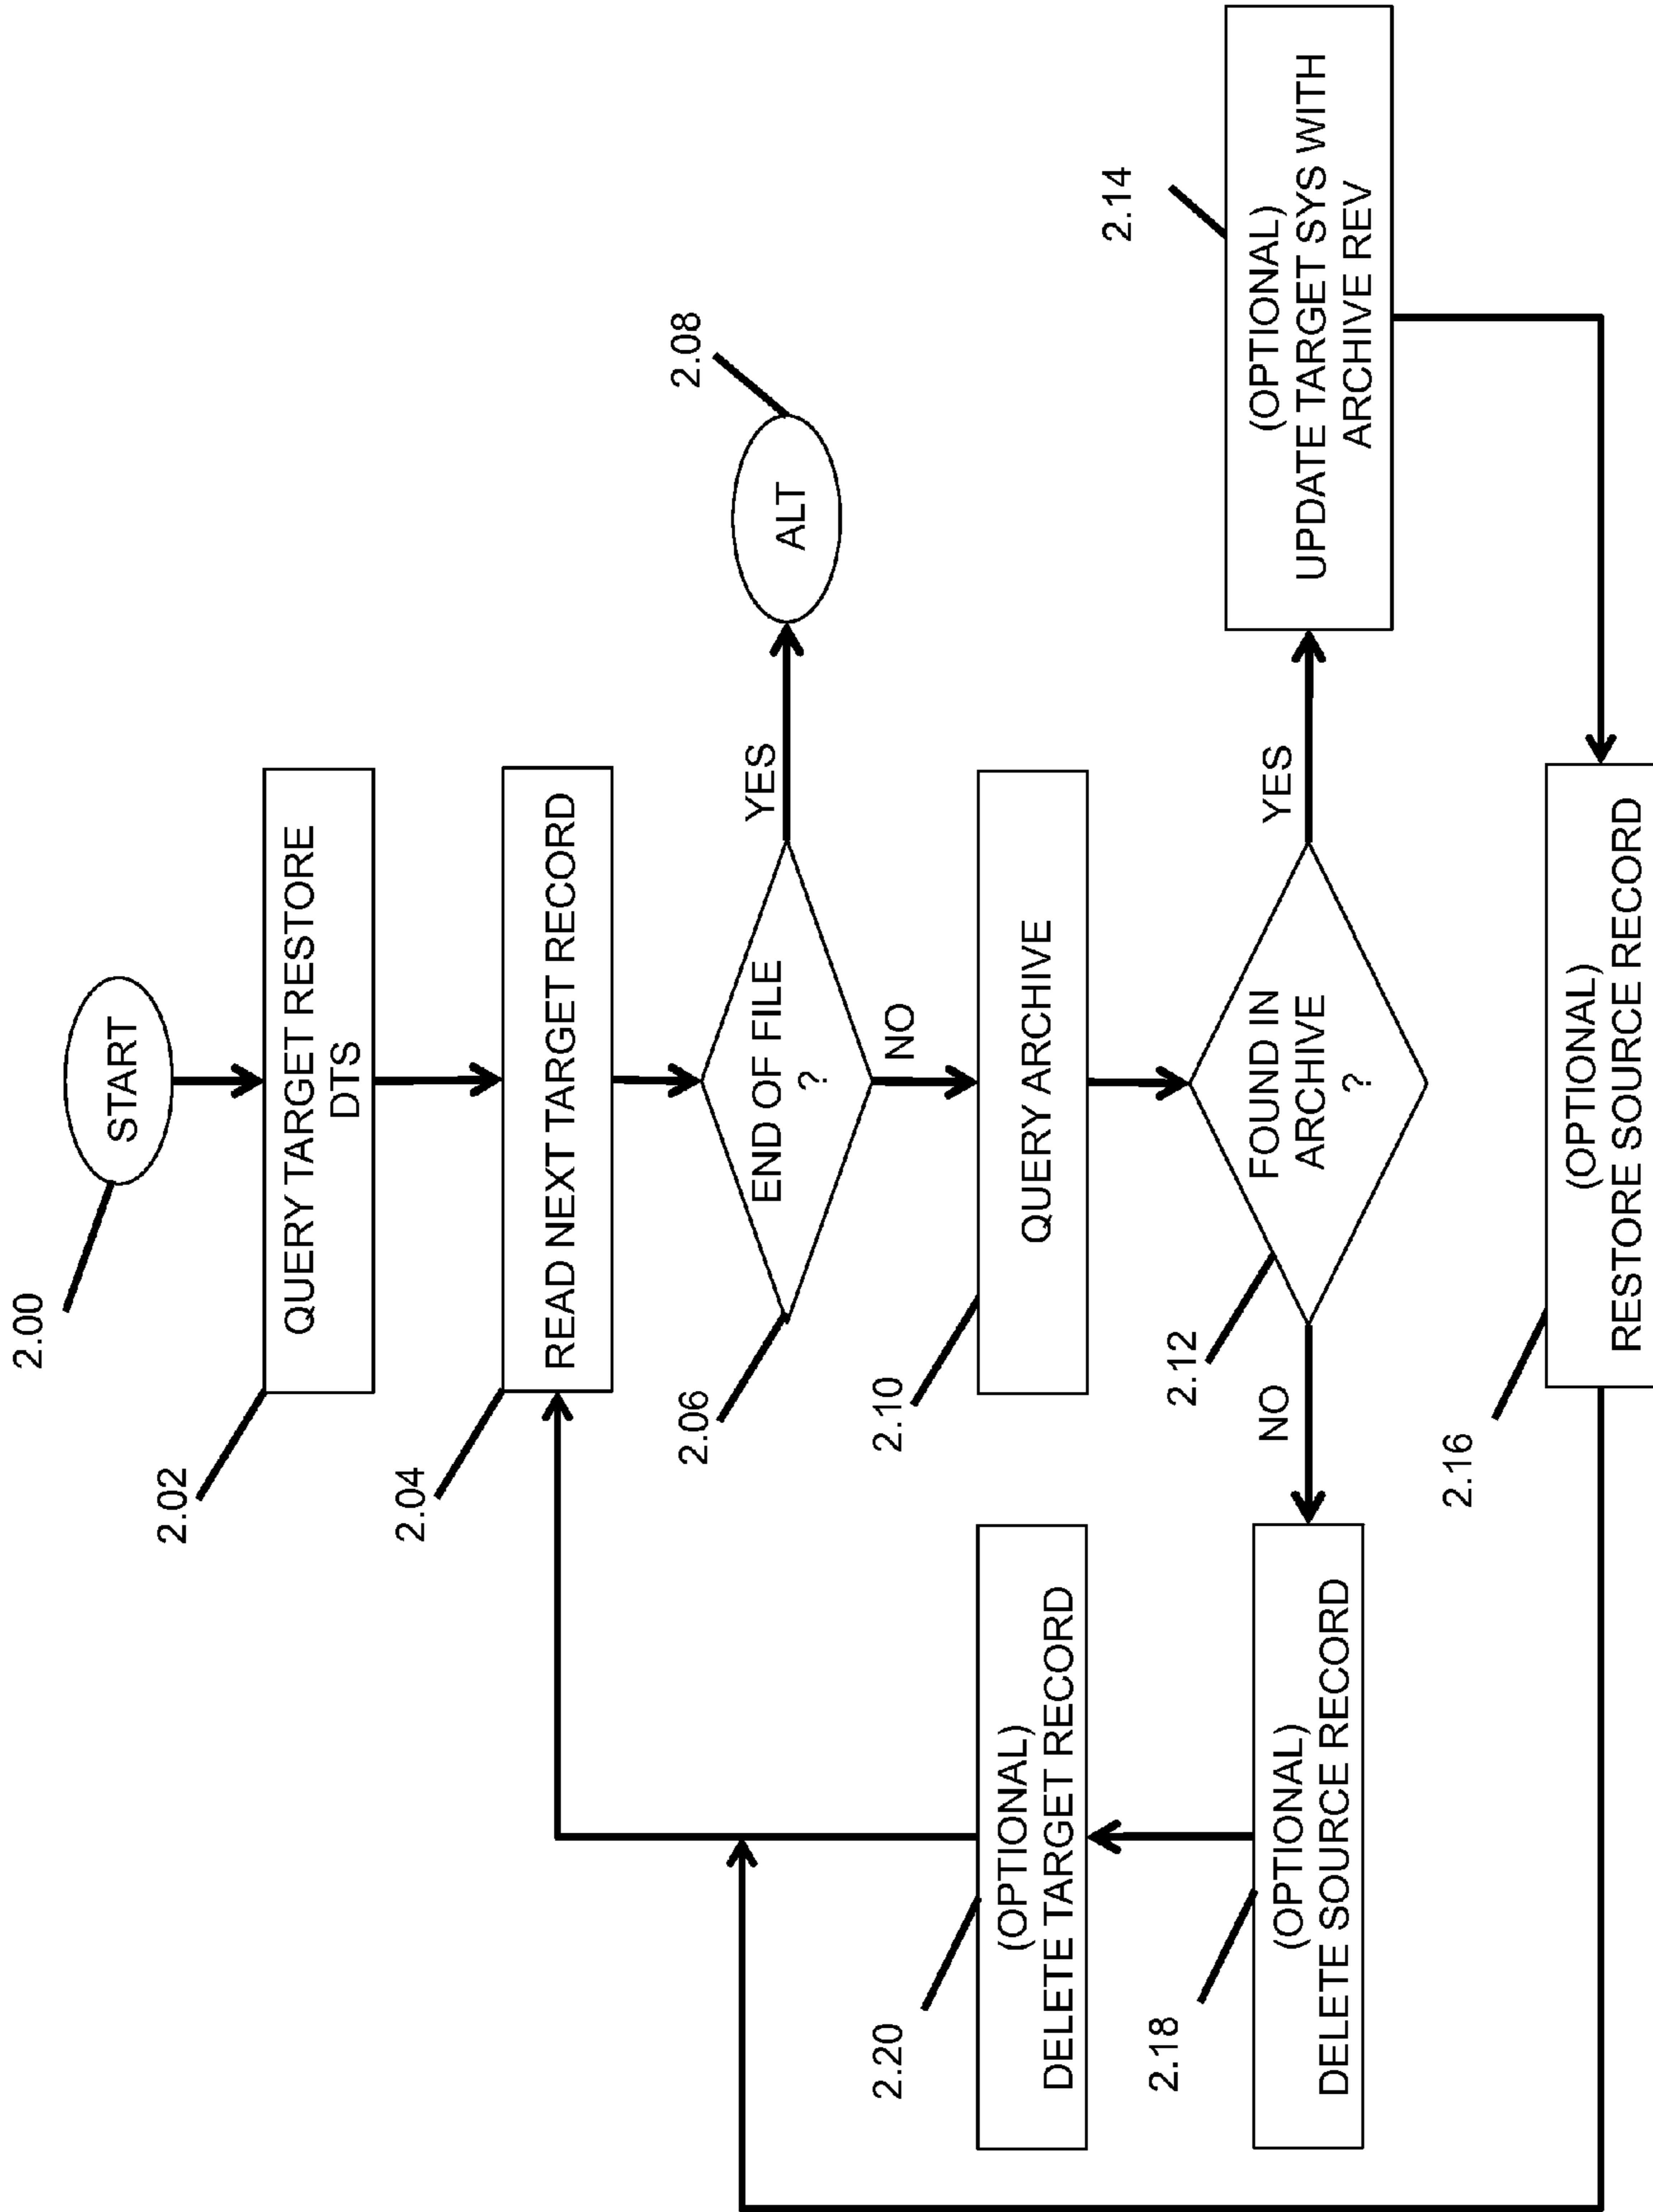 2.00
START
2.02
QUERY TARGET RESTORE
DTS
2.04
READ NEXT TARGET RECORD
2.06
END OF FILE
?
YES
2.08
ALT
NO
2.10
QUERY ARCHIVE
2.12
FOUND IN
ARCHIVE
?
YES
2.14
(OPTIONAL)
UPDATE TARGET SYS WITH
ARCHIVE REV
NO
2.20
(OPTIONAL)
DELETE TARGET RECORD
2.18
(OPTIONAL)
DELETE SOURCE RECORD
2.16
(OPTIONAL)
RESTORE SOURCE RECORD